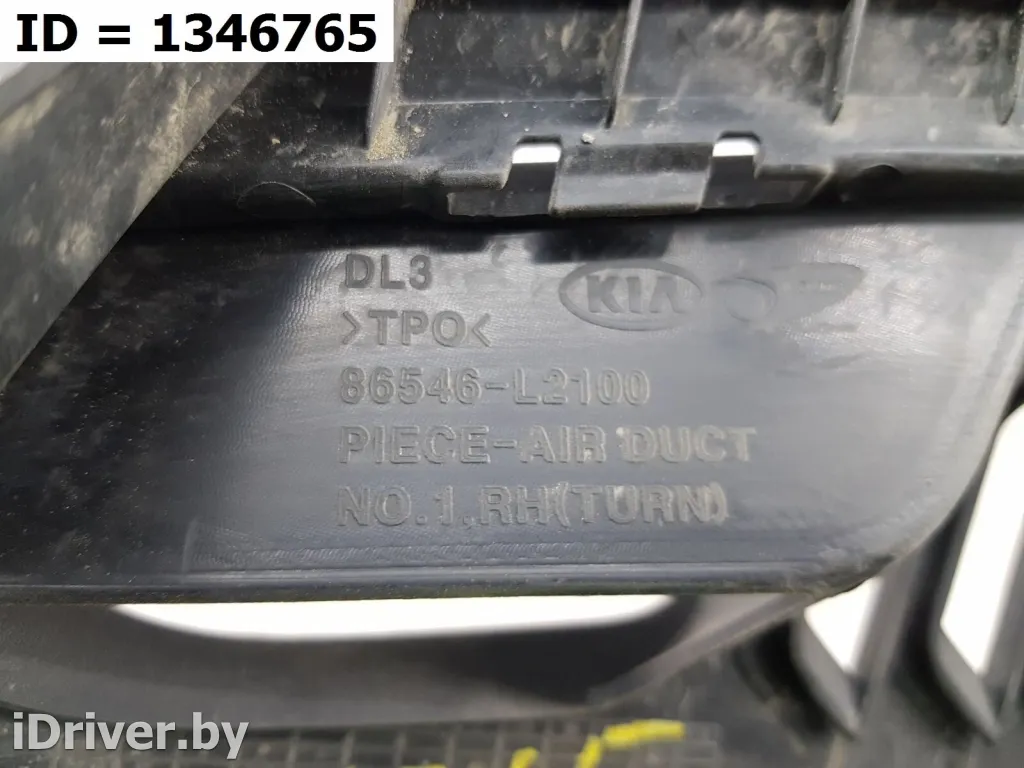 ID = 1346765
DL3 KIA
>TPO<
86546-L2100
PIECE-AIR DUCT
NO.1,RH(TURN)
iDriver.by